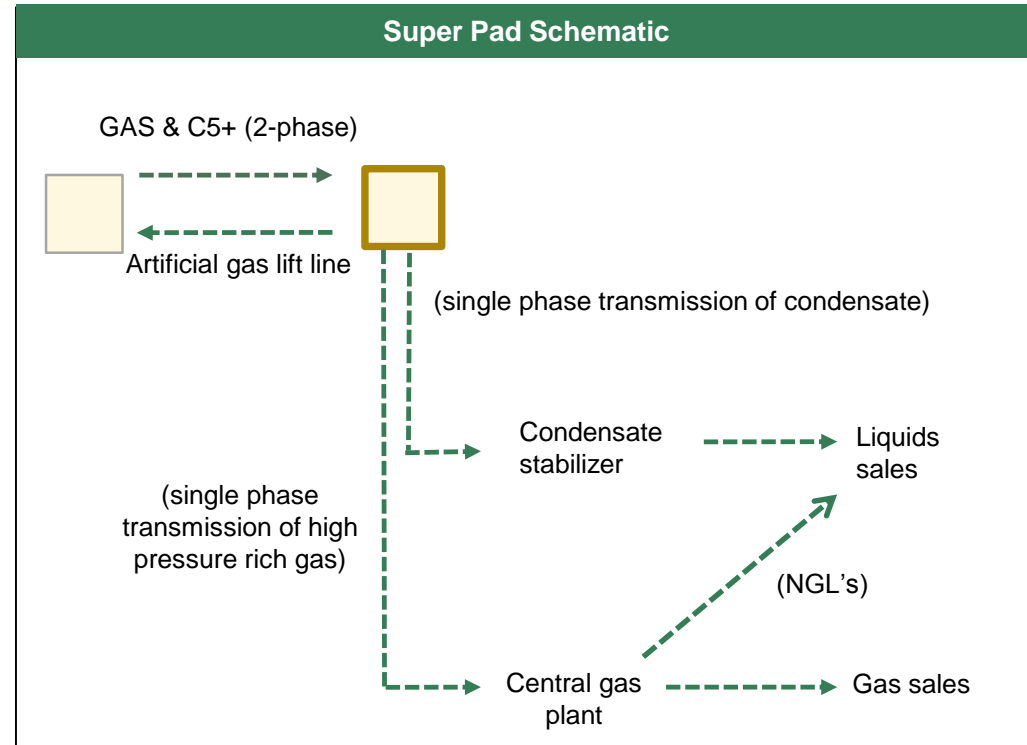 Super Pad Schematic
GAS & C5+ (2-phase)
Artificial gas lift line
(single phase transmission of condensate)
Condensate
stabilizer
Liquids
sales
(single phase
transmission of high
pressure rich gas)
(NGL's)
Central gas
plant
Gas sales